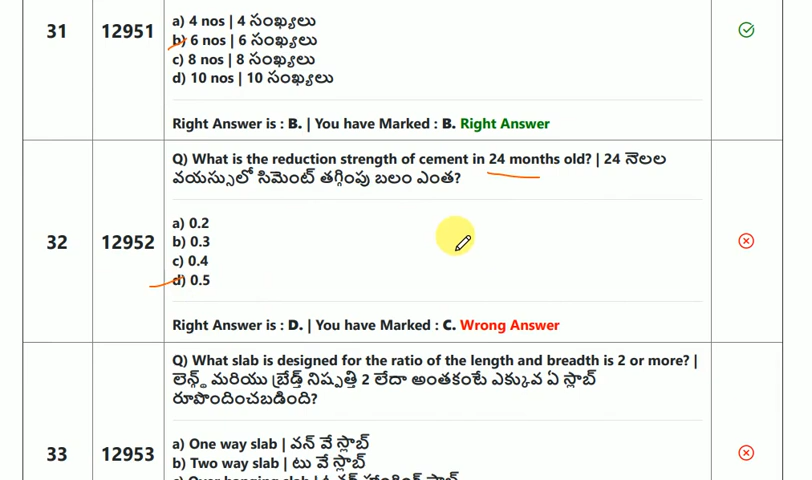 31
12951
a) 4 nos | 4 సంఖ్యలు
b) 6 nos | 6 సంఖ్యలు
c) 8 nos | 8 సంఖ్యలు
d) 10 nos | 10 సంఖ్యలు
Right Answer is : B. | You have Marked : B. Right Answer
32
12952
Q) What is the reduction strength of cement in 24 months old? | 24 నెలల
వయస్సులో సిమెంట్ తగ్గింపు బలం ఎంత?
a) 0.2
b) 0.3
c) 0.4
d) 0.5
Right Answer is : D. | You have Marked : C. Wrong Answer
33
12953
Q) What slab is designed for the ratio of the length and breadth is 2 or more? |
లెన్గ్త్ మరియు బ్రేడ్త్ నిష్పత్తి 2 లేదా అంతకంటే ఎక్కువ ఏ స్లాబ్
రూపొందించబడింది?
a) One way slab | వన్ వే స్లాబ్
b) Two way slab | టు వే స్లాబ్
c) Over hanging slab | ఓవర్ హాంగింగ్ స్లాబ్